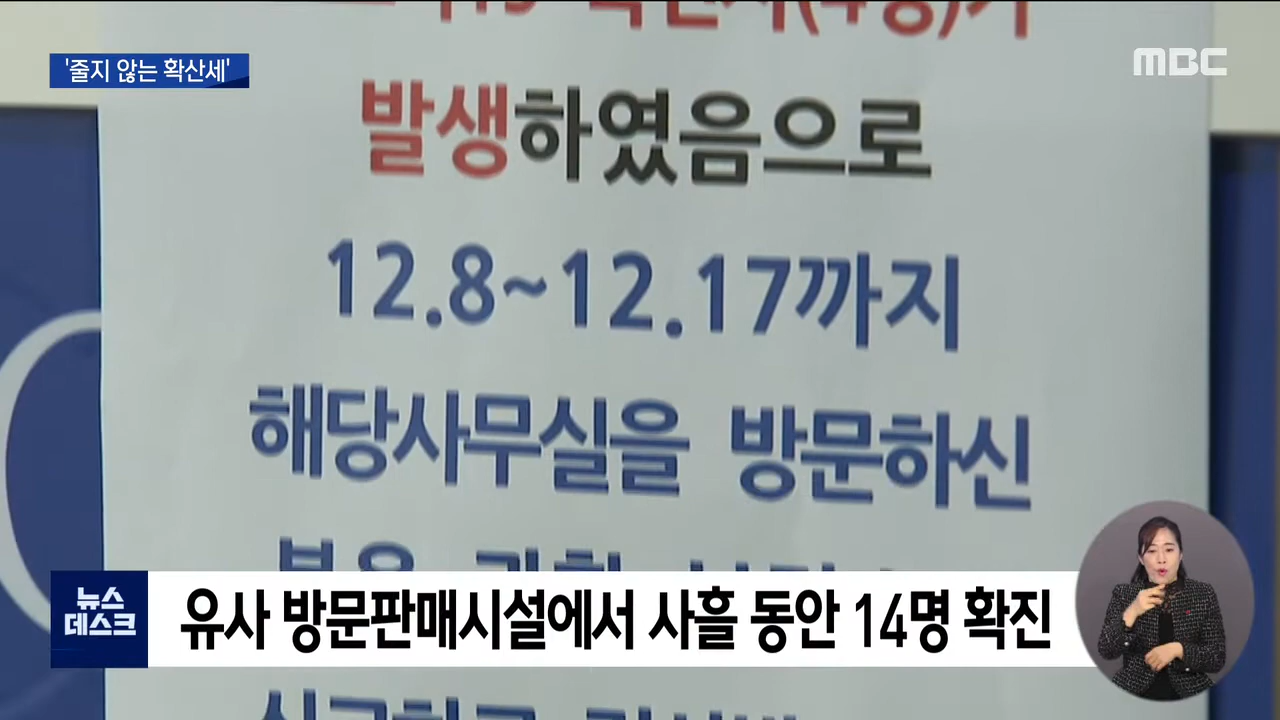 '줄지 않는 확산세'
MBC
발생하였음으로
12.8~12.17까지
해당사무실을 방문하신
뉴스
데스크
유사 방문판매시설에서 사흘 동안 14명 확진